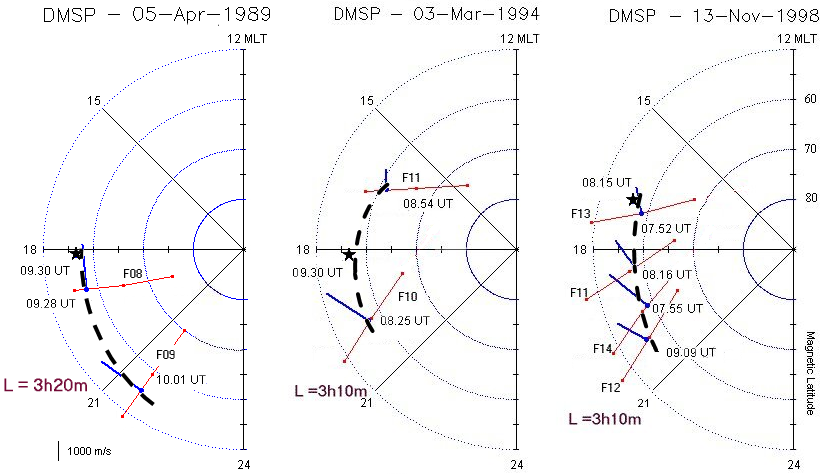 DMSP - 05-Apr-1989
12 MLT
15
18
09.30 UT
F08
09.28 UT
F09
10.01 UT
L = 3h20m
21
1000 m/s
24
DMSP - 03-Mar-1994
12 MLT
15
F11
08.54 UT
18
09.30 UT
F10
08.25 UT
L =3h10m
21
24
DMSP - 13-Nov-1998
12 MLT
15
60
70
80
08.15 UT
F13
07.52 UT
18
08.16 UT
F11
07.55 UT
F14
09.09 UT
F12
21
L =3h10m
Magnetic Latitude
24